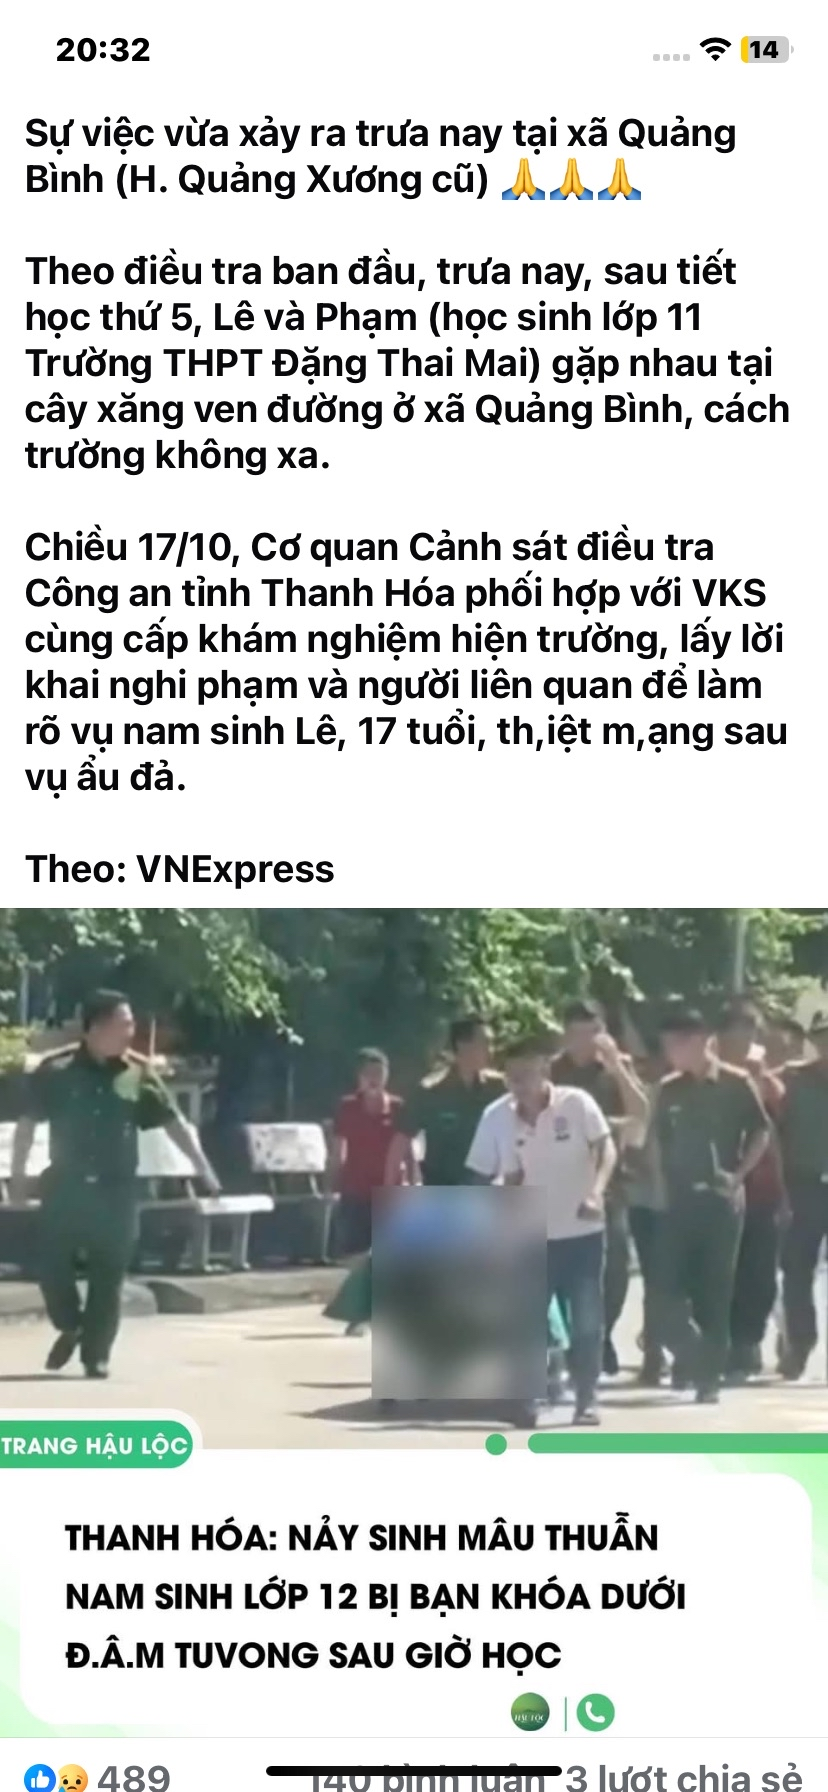 20:32
14
Sự việc vừa xảy ra trưa nay tại xã Quảng
Bình (H. Quảng Xương cũ) 🙏🙏🙏
Theo điều tra ban đầu, trưa nay, sau tiết
học thứ 5, Lê và Phạm (học sinh lớp 11
Trường THPT Đặng Thai Mai) gặp nhau tại
cây xăng ven đường ở xã Quảng Bình, cách
trường không xa.
Chiều 17/10, Cơ quan Cảnh sát điều tra
Công an tỉnh Thanh Hóa phối hợp với VKS
cùng cấp khám nghiệm hiện trường, lấy lời
khai nghi phạm và người liên quan để làm
rõ vụ nam sinh Lê, 17 tuổi, th,iệt m,ạng sau
vụ ẩu đả.
Theo: VNExpress
TRANG HẬU LỘC
THANH HÓA: NẢY SINH MÂU THUẪN
NAM SINH LỚP 12 BỊ BẠN KHÓA DƯỚI
Đ.Â.M TUVONG SAU GIỜ HỌC
HẬU LỘC
489
140 bình luận 3 lượt chia sẻ